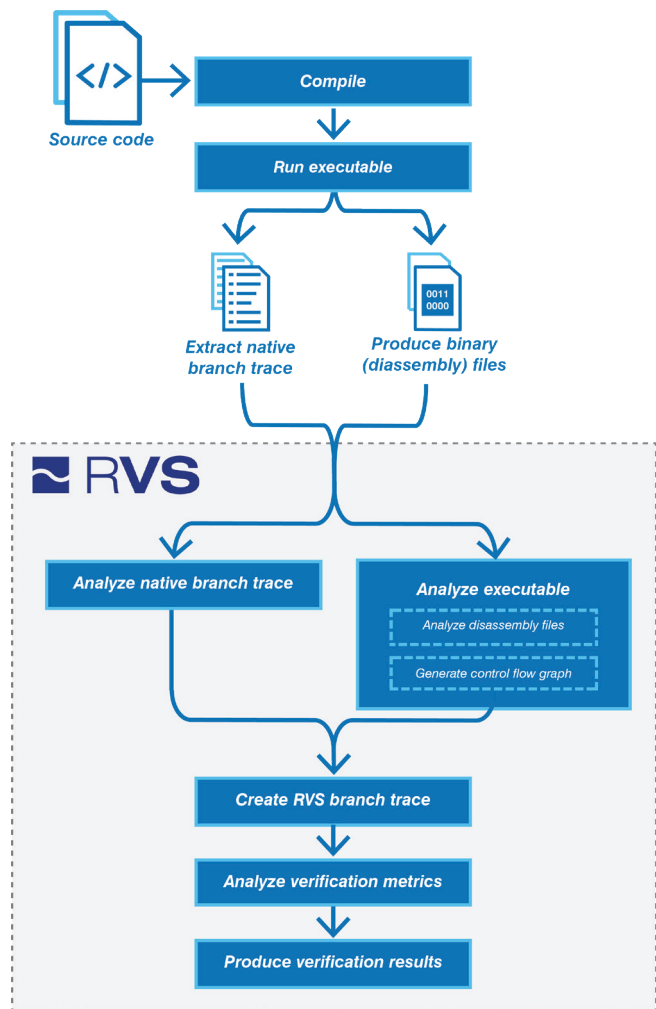 </>
Source code
Compile
Run executable
0011
0000
Extract native
branch trace
Produce binary
(diassembly) files
RVS
Analyze native branch trace
Analyze executable
Analyze disassembly files
Generate control flow graph
Create RVS branch trace
Analyze verification metrics
Produce verification results